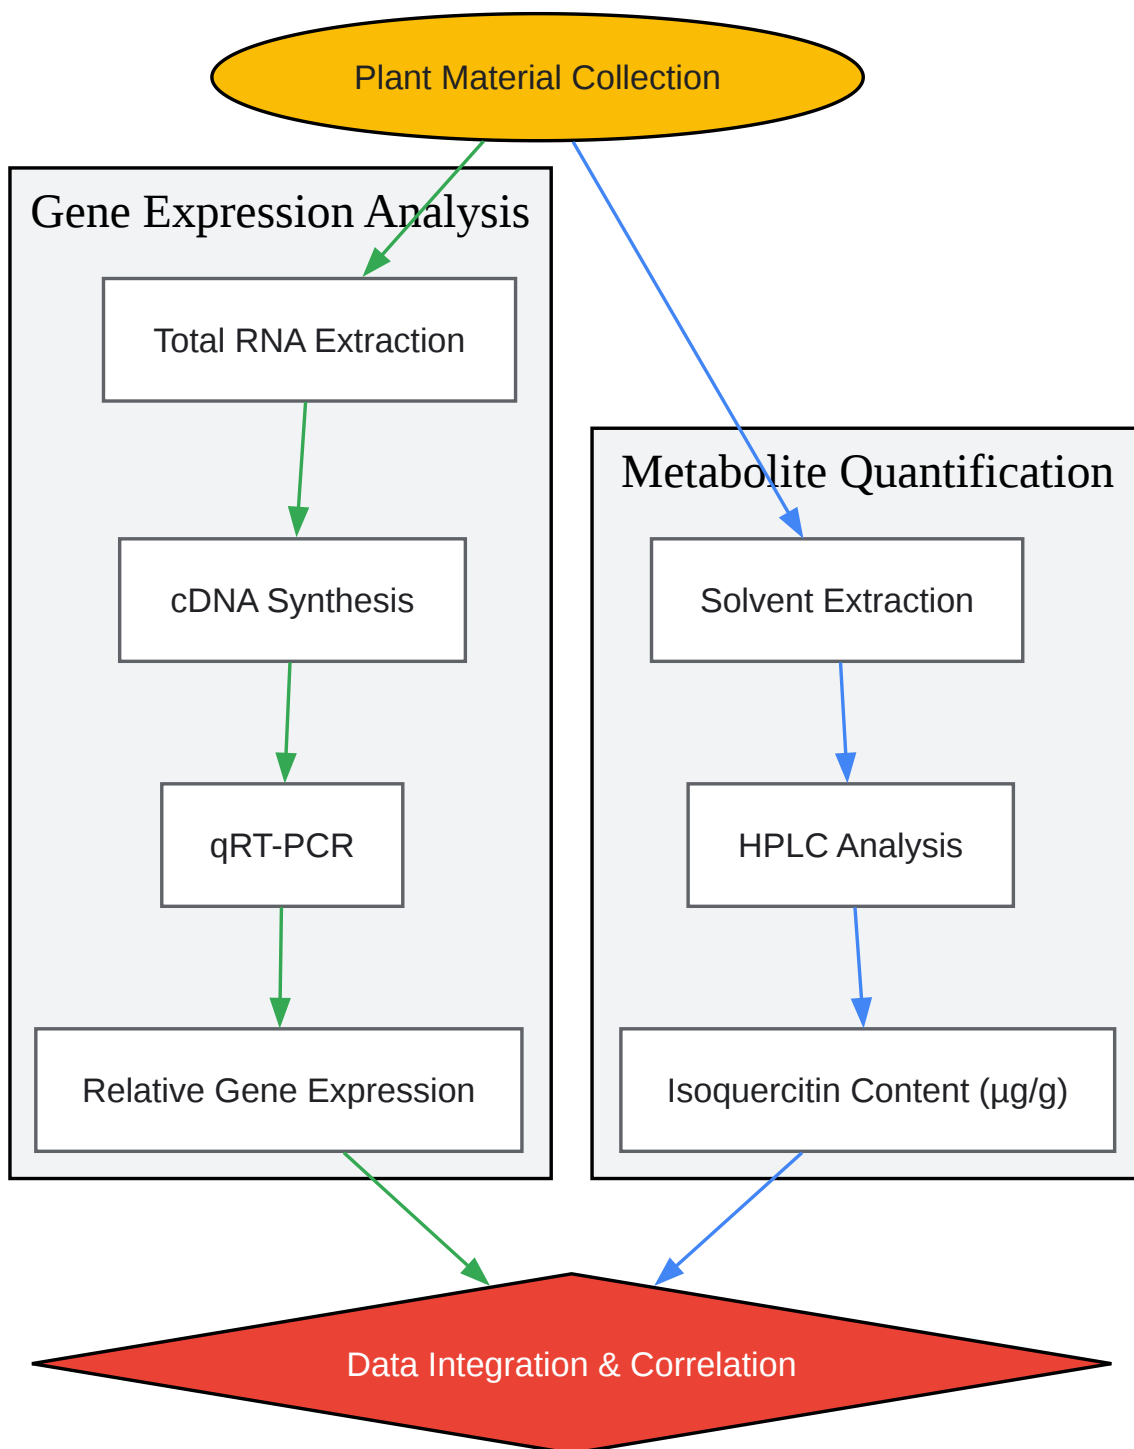 Plant Material Collection
Gene Expression Analysis
Total RNA Extraction
cDNA Synthesis
qRT-PCR
Relative Gene Expression
Metabolite Quantification
Solvent Extraction
HPLC Analysis
Isoquercitin Content (µg/g)
Data Integration & Correlation